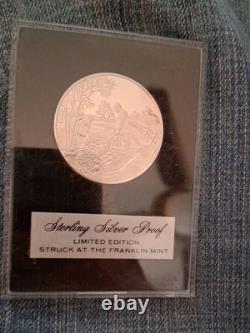 Sterling Silver Proof
LIMITED EDITION
STRUCK AT THE FRANKLIN MINT